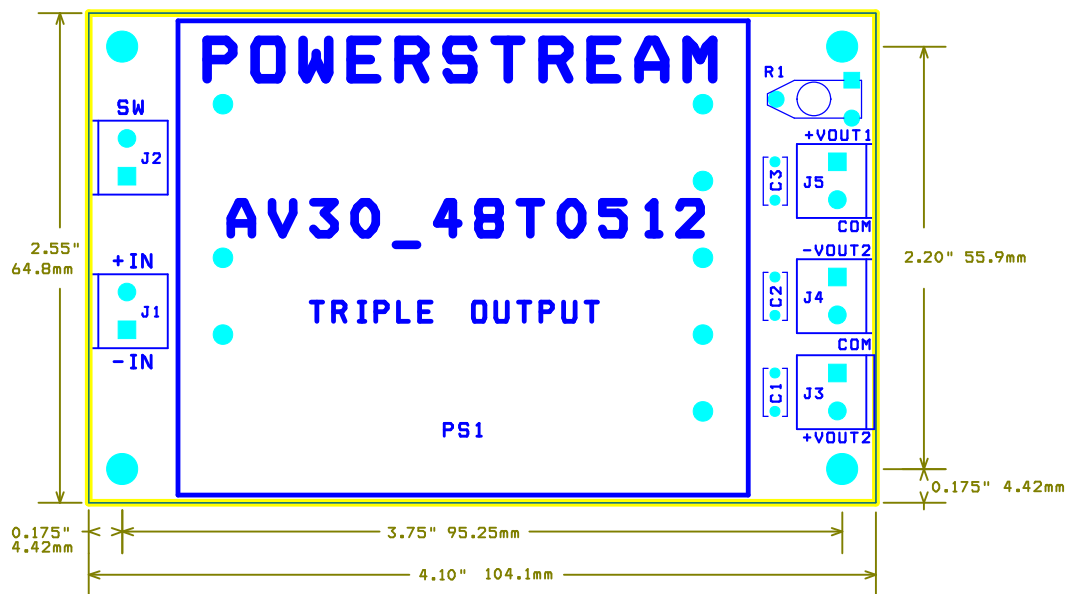 POWERSTREAM
R1
SW
+VOUT1
J2
C3
J5
AV30_48T0512
COM
2.55"
64.8mm
-VOUT2
2.20" 55.9mm
+IN
C2
J4
J1
TRIPLE OUTPUT
COM
-IN
C1
J3
PS1
+VOUT2
0.175" 4.42mm
0.175"
4.42mm
3.75" 95.25mm
4.10" 104.1mm